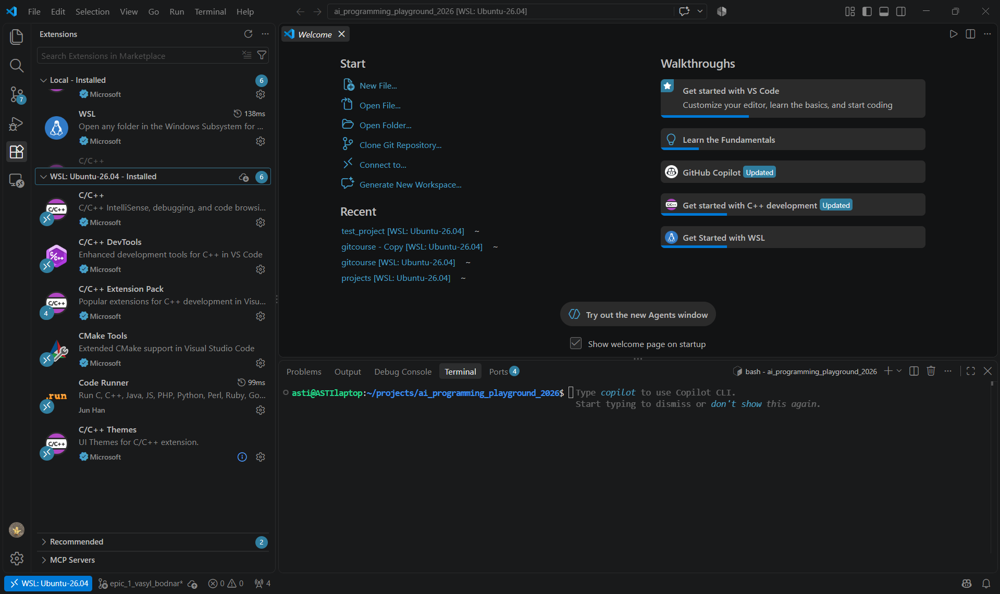 File Edit Selection View Go Run Terminal Help
ai_programming_playground_2026 [WSL: Ubuntu-26.04]
Extensions
Search Extensions in Marketplace
Local - Installed 6
Microsoft
WSL 138ms
Open any folder in the Windows Subsystem for ...
Microsoft
C/C++
WSL: Ubuntu-26.04 - Installed 6
C/C++
C/C++ IntelliSense, debugging, and code browsi...
Microsoft
C/C++ DevTools
Enhanced development tools for C++ in VS Code
Microsoft
C/C++ Extension Pack
Popular extensions for C++ development in Visu...
4
Microsoft
CMake Tools
Extended CMake support in Visual Studio Code
Microsoft
Code Runner 99ms
Run C, C++, Java, JS, PHP, Python, Perl, Ruby, Go...
.run
Jun Han
C/C++ Themes
UI Themes for C/C++ extension.
Microsoft
Recommended 2
MCP Servers
7
C/C++
C/C++
C/C++
C/C++
Welcome
Start
New File...
Open File...
Open Folder...
Clone Git Repository...
Connect to...
Generate New Workspace...
Recent
test_project [WSL: Ubuntu-26.04] ~
gitcourse - Copy [WSL: Ubuntu-26.04] ~
gitcourse [WSL: Ubuntu-26.04] ~
projects [WSL: Ubuntu-26.04] ~
Walkthroughs
Get started with VS Code
Customize your editor, learn the basics, and start coding
Learn the Fundamentals
GitHub Copilot Updated
C/C++ Get started with C++ development Updated
Get Started with WSL
Try out the new Agents window
Show welcome page on startup
Problems Output Debug Console Terminal Ports 4
bash - ai_programming_playground_2026
asti@ASTIlaptop:~/projects/ai_programming_playground_2026$ Type copilot to use Copilot CLI.
Start typing to dismiss or don't show this again.
WSL: Ubuntu-26.04 epic_1_vasyl_bodnar* 0 0 4